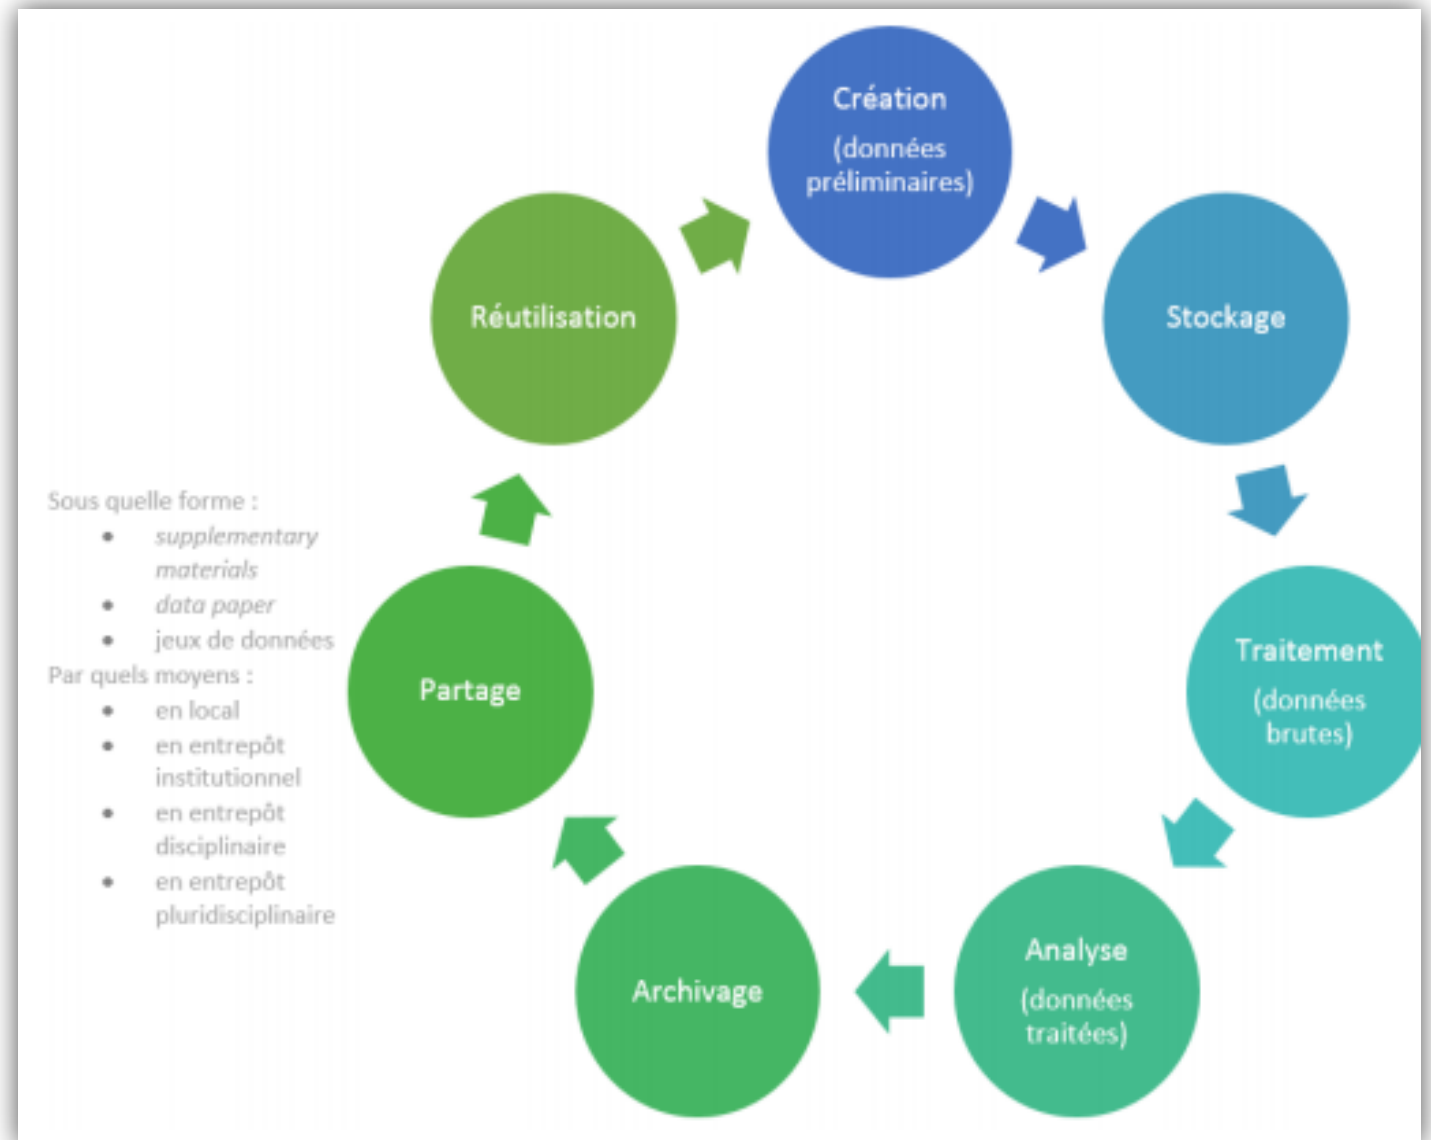 Création
(données
préliminaires)
Stockage
Traitement
(données
brutes)
Analyse
(données
traitées)
Archivage
Partage
Réutilisation
Sous quelle forme :
• supplementary
materials
• data paper
• jeux de données
Par quels moyens :
• en local
• en entrepôt
institutionnel
• en entrepôt
disciplinaire
• en entrepôt
pluridisciplinaire